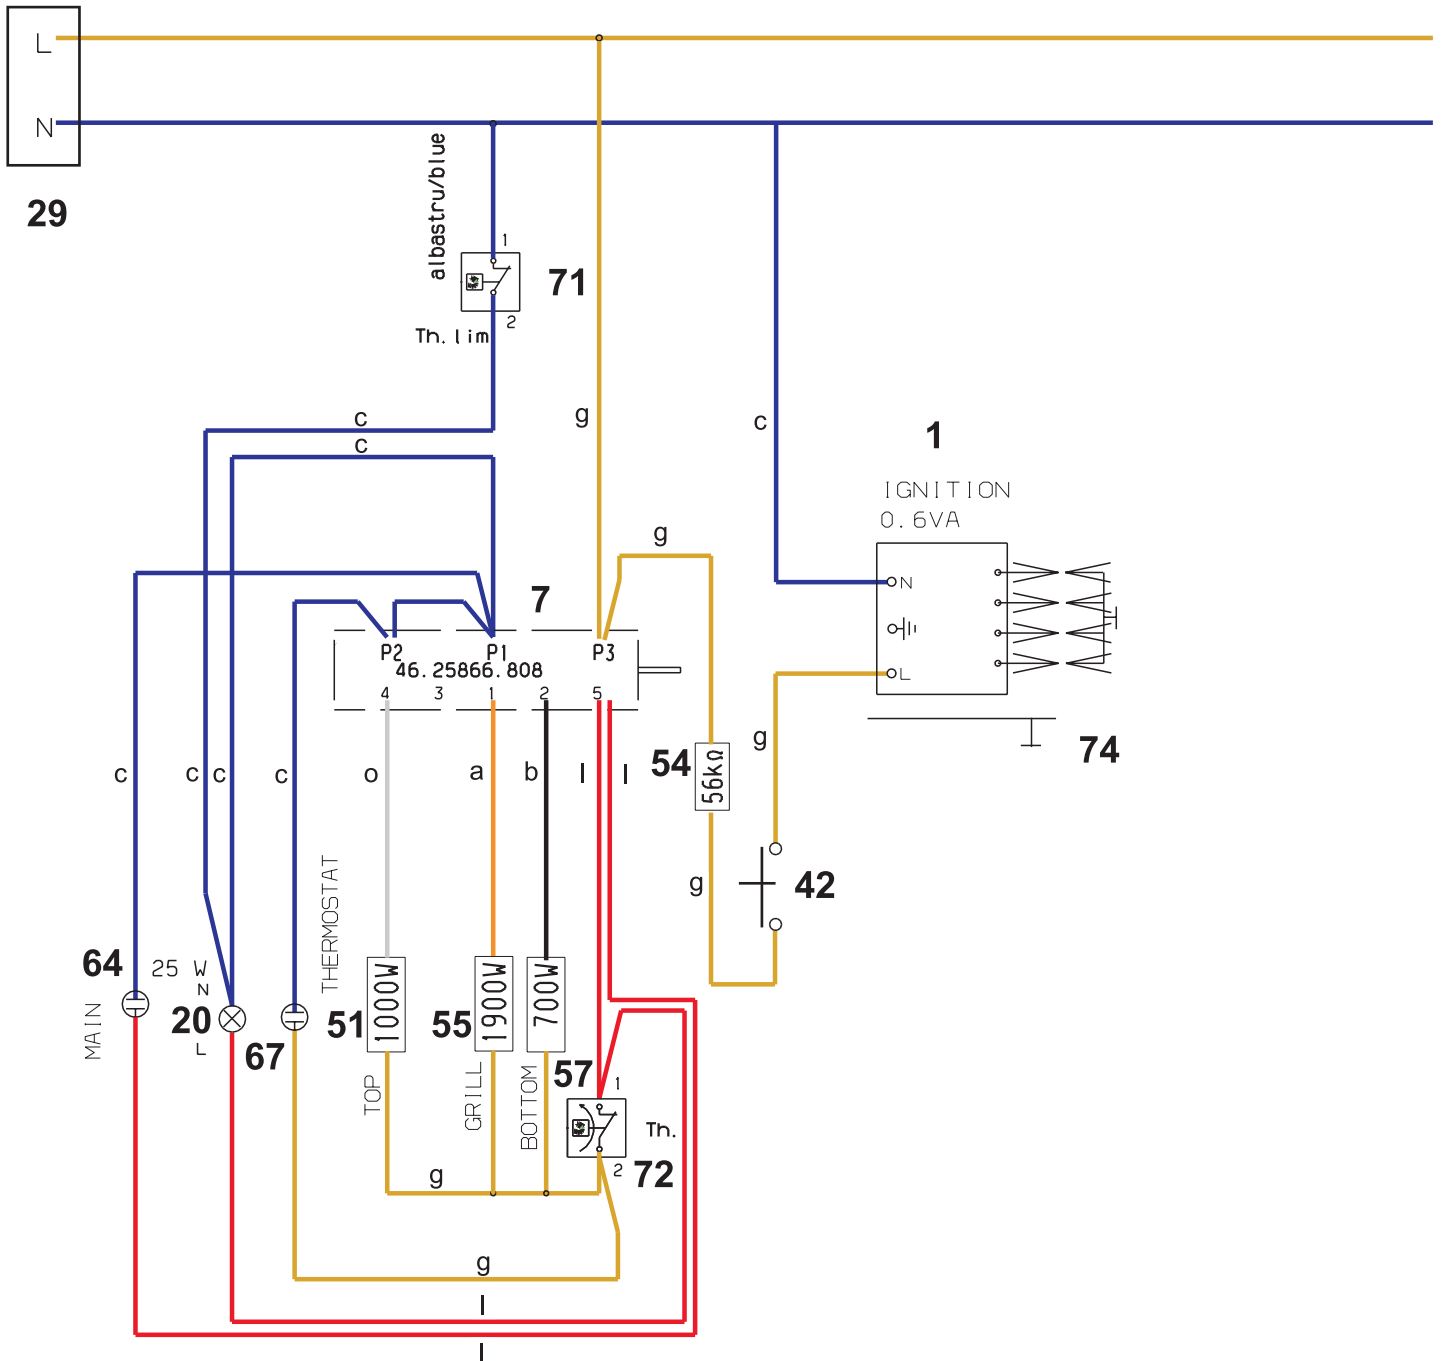 L
N
29
albastru/blue
1
71
2
Th. lim
c
c
g
c
g
1
IGNITION
0.6VA
N
L
7
P2 P1 P3
46.25866.808
4 3 1 2 5
c
c
c
c
o
a
b
l
l
54
56kΩ
g
74
g
42
THERMOSTAT
64
25 W
N
20
L
67
MAIN
51
1000W
55
1900W
700W
57
TOP
GRILL
BOTTOM
1
Th.
2
72
g
g
l
l